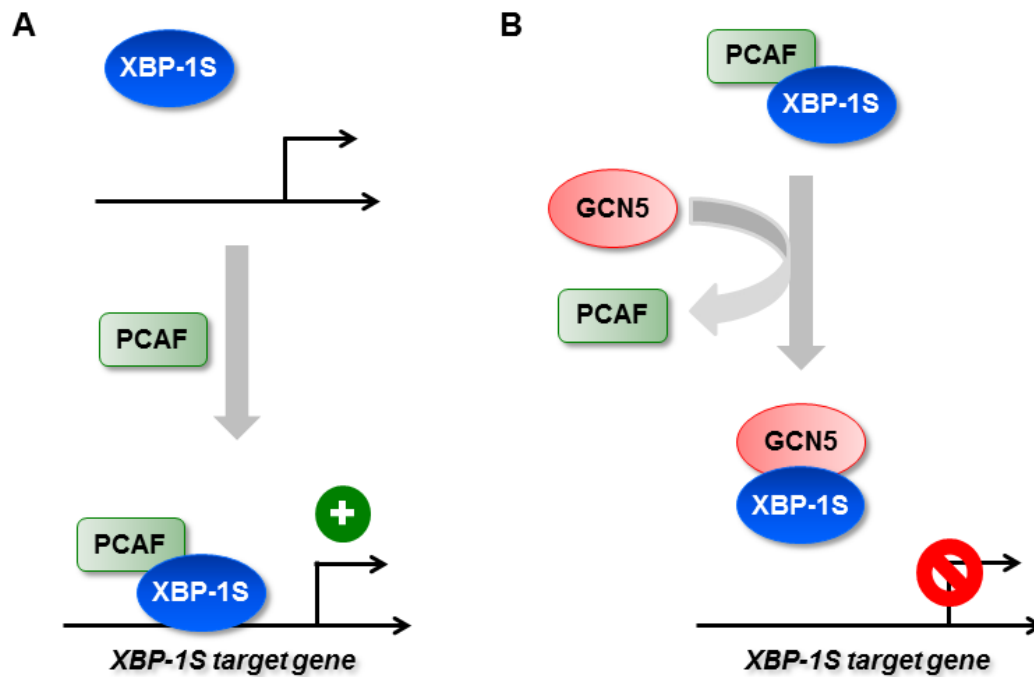 A
XBP-1S
PCAF
PCAF
XBP-1S
XBP-1S target gene
B
PCAF
XBP-1S
GCN5
PCAF
GCN5
XBP-1S
XBP-1S target gene